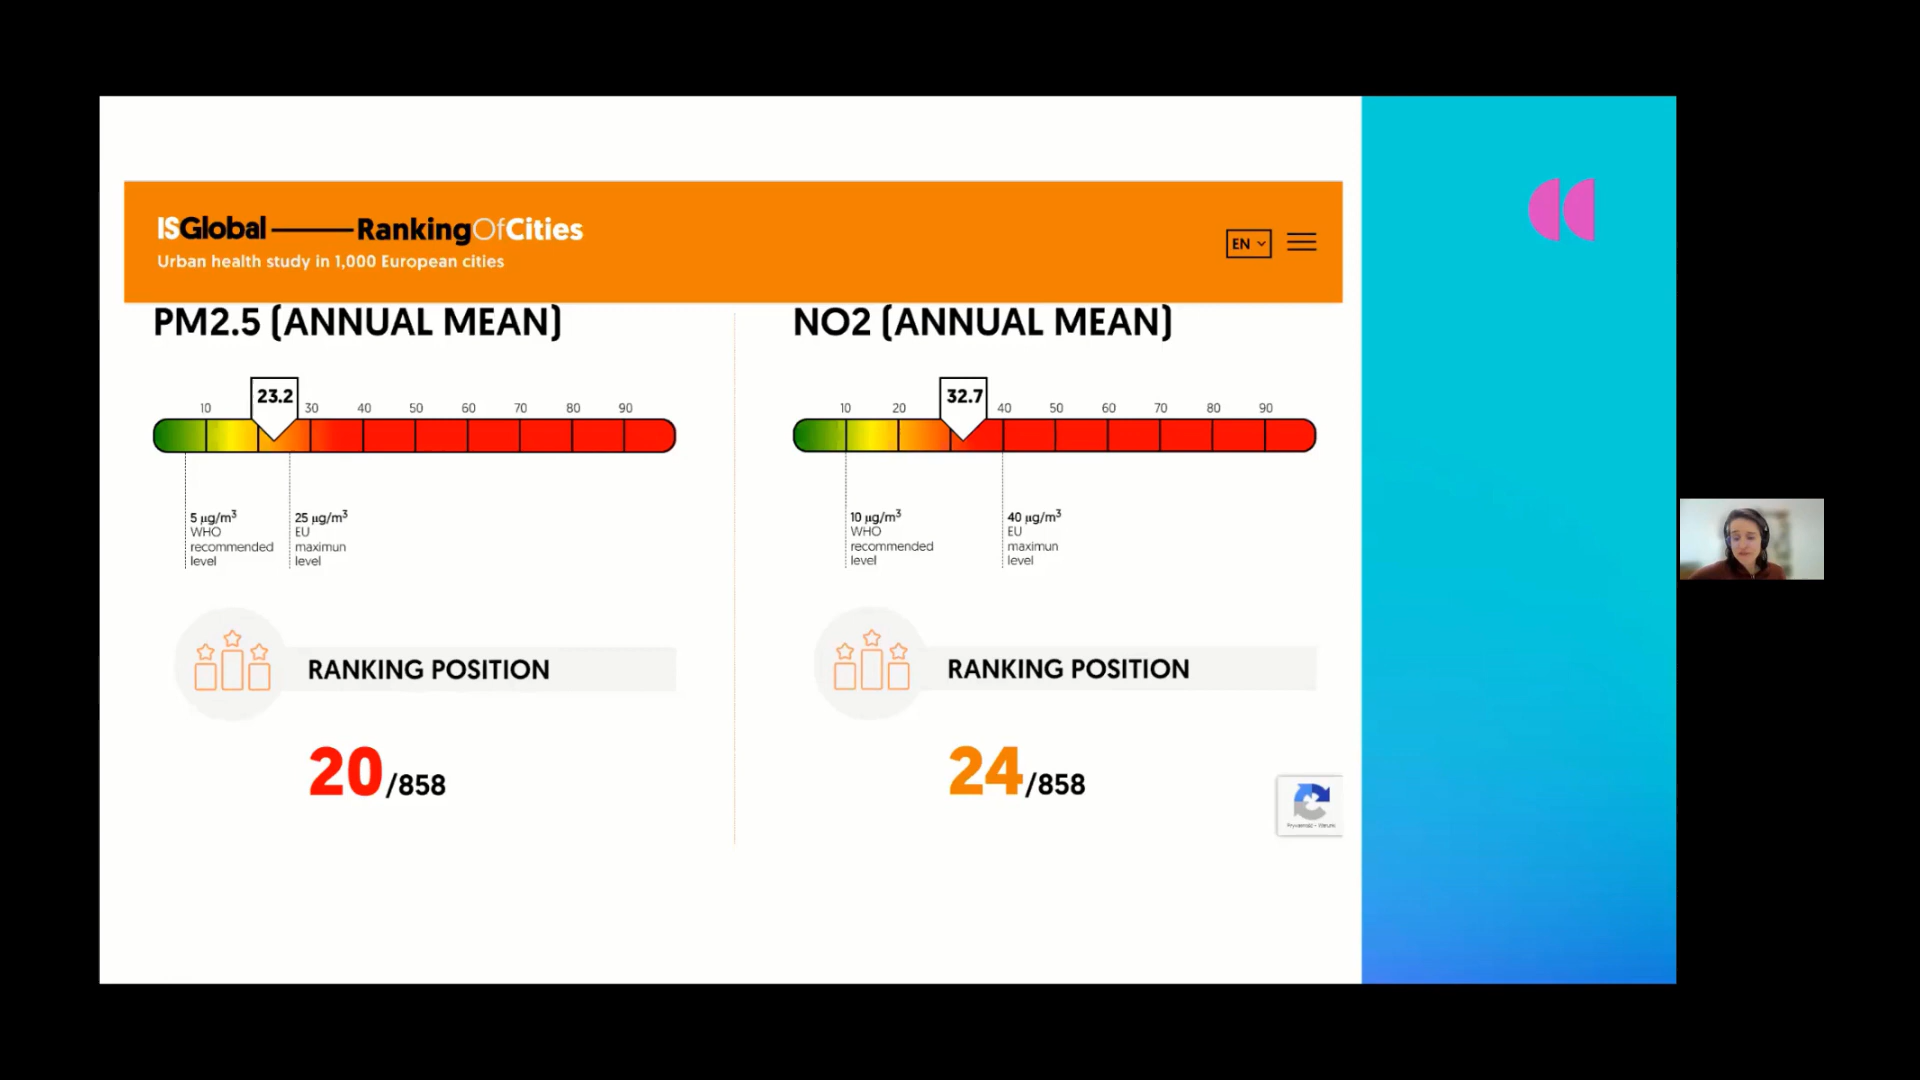 ISGlobal RankingOfCities
Urban health study in 1,000 European cities
EN
PM2.5 (ANNUAL MEAN)
23.2
10 30 40 50 60 70 80 90
5 µg/m³
WHO
recommended
level
25 µg/m³
EU
maximun
level
RANKING POSITION
20/858
NO2 (ANNUAL MEAN)
32.7
10 20 40 50 60 70 80 90
10 µg/m³
WHO
recommended
level
40 µg/m³
EU
maximun
level
RANKING POSITION
24/858
Prywatność - Warunki